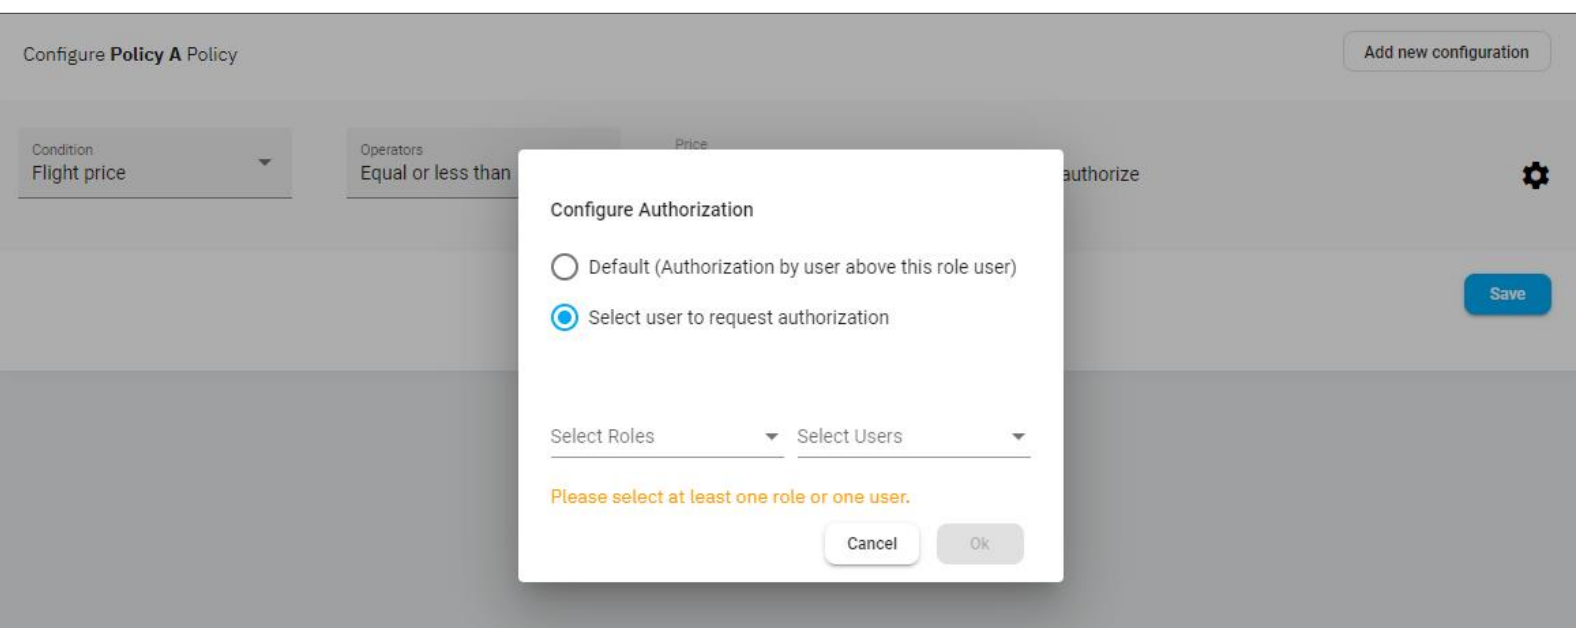 Configure Policy A Policy
Add new configuration
Condition
Flight price
Operators
Equal or less than
Price
authorize
Configure Authorization
Default (Authorization by user above this role user)
Select user to request authorization
Save
Select Roles
Select Users
Please select at least one role or one user.
Cancel
Ok